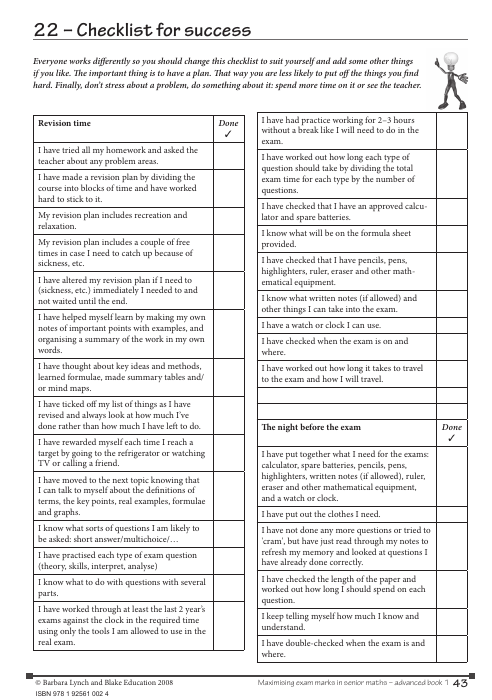 22 – Checklist for success
Everyone works differently so you should change this checklist to suit yourself and add some other things
if you like. The important thing is to have a plan. That way you are less likely to put off the things you find
hard. Finally, don't stress about a problem, do something about it: spend more time on it or see the teacher.
Revision time
Done
✓
I have tried all my homework and asked the
teacher about any problem areas.
I have made a revision plan by dividing the
course into blocks of time and have worked
hard to stick to it.
My revision plan includes recreation and
relaxation.
My revision plan includes a couple of free
times in case I need to catch up because of
sickness, etc.
I have altered my revision plan if I need to
(sickness, etc.) immediately I needed to and
not waited until the end.
I have helped myself learn by making my own
notes of important points with examples, and
organising a summary of the work in my own
words.
I have thought about key ideas and methods,
learned formulae, made summary tables and/
or mind maps.
I have ticked off my list of things as I have
revised and always look at how much I've
done rather than how much I have left to do.
I have rewarded myself each time I reach a
target by going to the refrigerator or watching
TV or calling a friend.
I have moved to the next topic knowing that
I can talk to myself about the definitions of
terms, the key points, real examples, formulae
and graphs.
I know what sorts of questions I am likely to
be asked: short answer/multichoice/…
I have practised each type of exam question
(theory, skills, interpret, analyse)
I know what to do with questions with several
parts.
I have worked through at least the last 2 year's
exams against the clock in the required time
using only the tools I am allowed to use in the
real exam.
I have had practice working for 2–3 hours
without a break like I will need to do in the
exam.
I have worked out how long each type of
question should take by dividing the total
exam time for each type by the number of
questions.
I have checked that I have an approved calcu-
lator and spare batteries.
I know what will be on the formula sheet
provided.
I have checked that I have pencils, pens,
highlighters, ruler, eraser and other math-
ematical equipment.
I know what written notes (if allowed) and
other things I can take into the exam.
I have a watch or clock I can use.
I have checked when the exam is on and
where.
I have worked out how long it takes to travel
to the exam and how I will travel.
The night before the exam
Done
✓
I have put together what I need for the exams:
calculator, spare batteries, pencils, pens,
highlighters, written notes (if allowed), ruler,
eraser and other mathematical equipment,
and a watch or clock.
I have put out the clothes I need.
I have not done any more questions or tried to
'cram', but have just read through my notes to
refresh my memory and looked at questions I
have already done correctly.
I have checked the length of the paper and
worked out how long I should spend on each
question.
I keep telling myself how much I know and
understand.
I have double-checked when the exam is and
where.
© Barbara Lynch and Blake Education 2008
Maximising exam marks in senior maths – advanced book 1 43
ISBN 978 1 92561 002 4